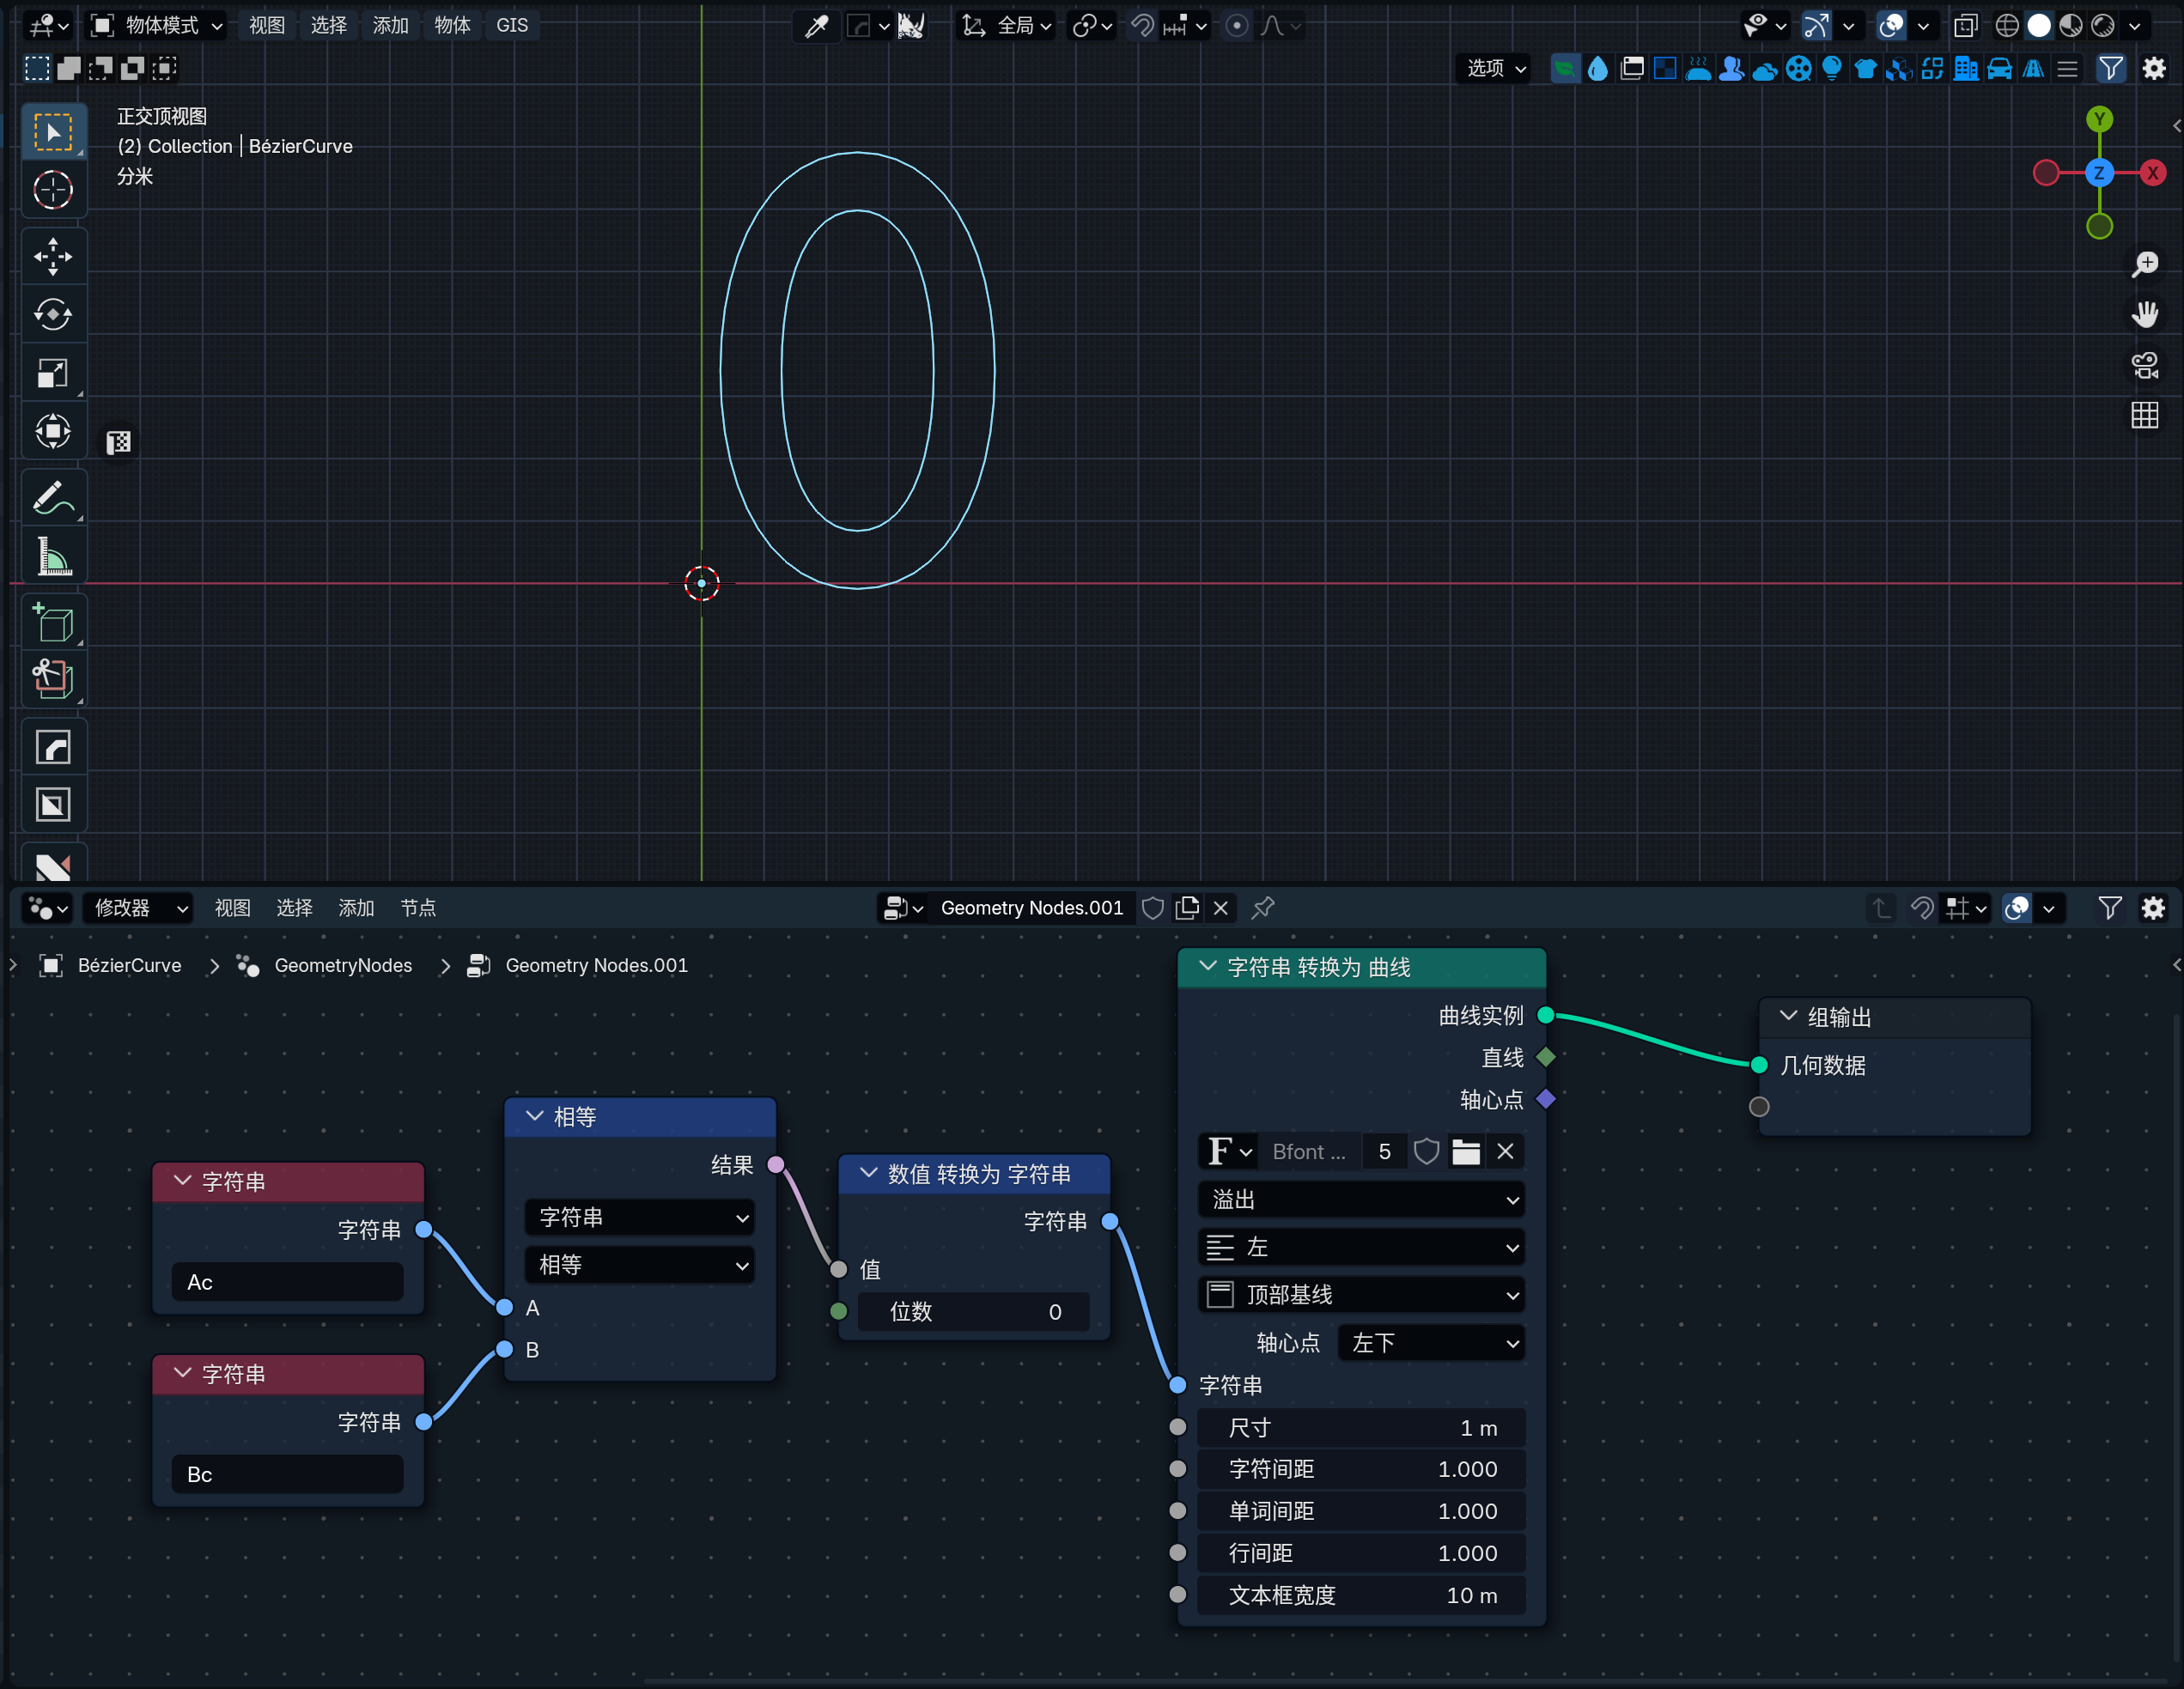 物体模式 视图 选择 添加 物体 GIS 全局
选项
正交顶视图
(2) Collection | BézierCurve
分米
Y
Z X
修改器 视图 选择 添加 节点 Geometry Nodes.001
BézierCurve GeometryNodes Geometry Nodes.001
字符串
字符串
Ac
字符串
字符串
Bc
相等
结果
字符串
相等
A
B
数值 转换为 字符串
字符串
值
位数 0
字符串 转换为 曲线
曲线实例
直线
轴心点
F Bfont ... 5
溢出
左
顶部基线
轴心点 左下
字符串
尺寸 1 m
字符间距 1.000
单词间距 1.000
行间距 1.000
文本框宽度 10 m
组输出
几何数据